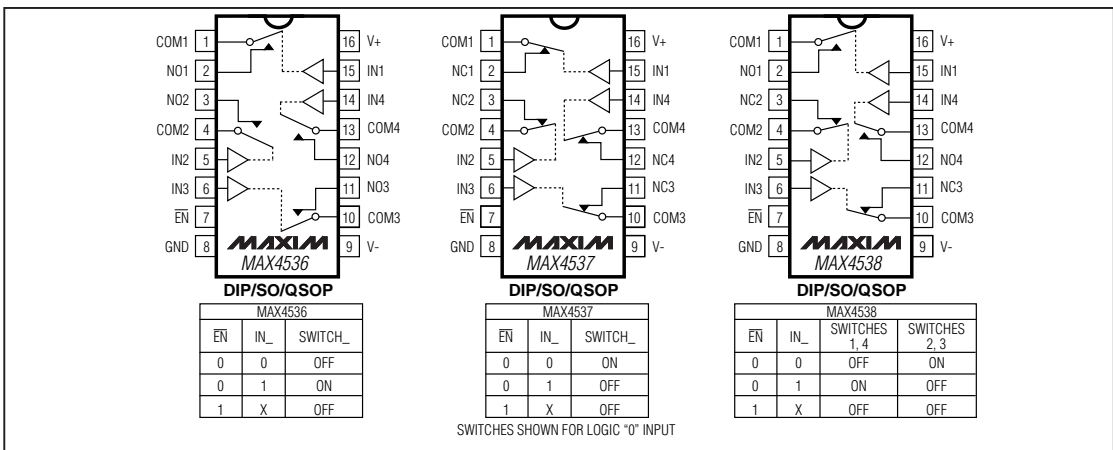 COM1 1 16 V+
NO1 2 15 IN1
NO2 3 14 IN4
COM2 4 13 COM4
IN2 5 12 NO4
IN3 6 11 NO3
EN 7 10 COM3
GND 8 9 V-
MAXIM
MAX4536
DIP/SO/QSOP
MAX4536
EN IN_ SWITCH_
0 0 OFF
0 1 ON
1 X OFF
COM1 1 16 V+
NC1 2 15 IN1
NC2 3 14 IN4
COM2 4 13 COM4
IN2 5 12 NC4
IN3 6 11 NC3
EN 7 10 COM3
GND 8 9 V-
MAXIM
MAX4537
DIP/SO/QSOP
MAX4537
EN IN_ SWITCH_
0 0 ON
0 1 OFF
1 X OFF
COM1 1 16 V+
NO1 2 15 IN1
NC2 3 14 IN4
COM2 4 13 COM4
IN2 5 12 NO4
IN3 6 11 NC3
EN 7 10 COM3
GND 8 9 V-
MAXIM
MAX4538
DIP/SO/QSOP
MAX4538
EN IN_ SWITCHES 1, 4 SWITCHES 2, 3
0 0 OFF ON
0 1 ON OFF
1 X OFF OFF
SWITCHES SHOWN FOR LOGIC “0” INPUT